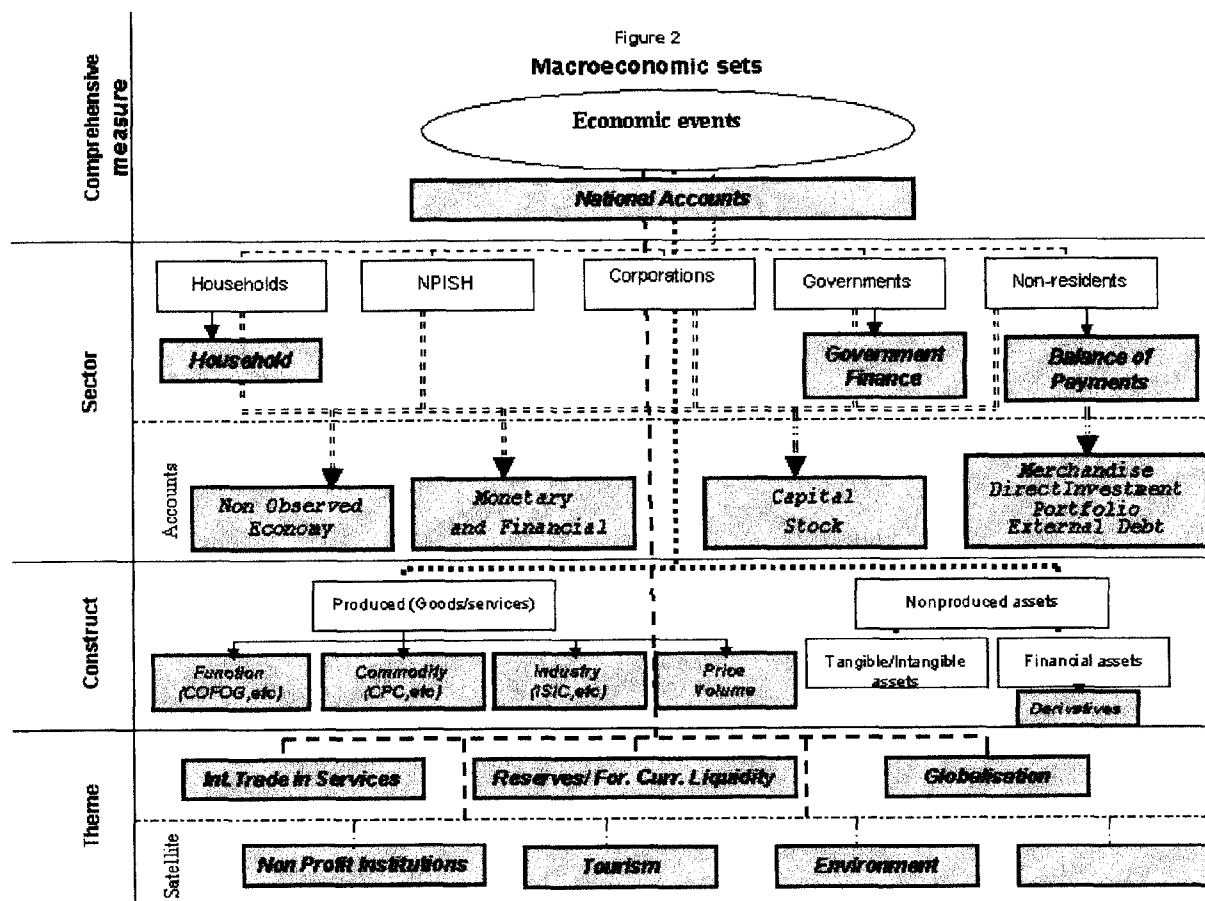 Figure 2
Macroeconomic sets
Comprehensive
measure
Economic events
National Accounts
Sector
Households
NPISH
Corporations
Governments
Non-residents
Household
Government
Finance
Balance of
Payments
Accounts
Non Observed
Economy
Monetary
and Financial
Capital
Stock
Merchandise
DirectInvestment
Portfolio
External Debt
Construct
Produced (Goods/services)
Nonproduced assets
Function
(COFOG,etc)
Commodity
(CPC,etc)
Industry
(ISIC,etc)
Price
Volume
Tangible/Intangible
assets
Financial assets
Derivatives
Theme
Int.Trade in Services
Reserves/ For. Curr. Liquidity
Globalisation
Satellite
Non Profit Institutions
Tourism
Environment